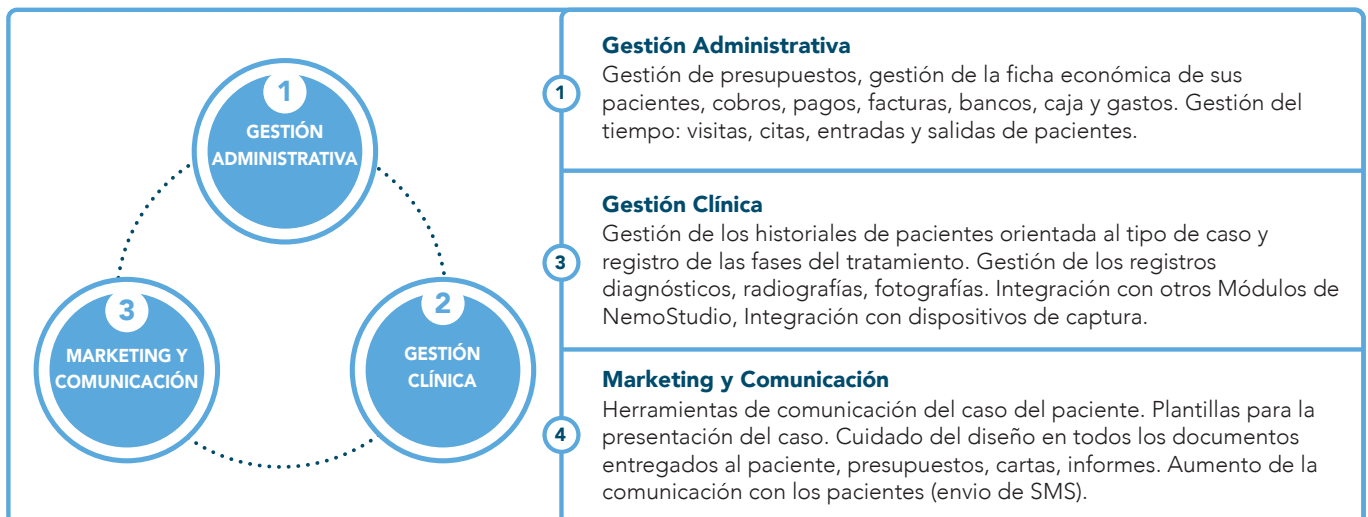 1
GESTIÓN
ADMINISTRATIVA
3
MARKETING Y
COMUNICACIÓN
2
GESTIÓN
CLÍNICA
1
Gestión Administrativa
Gestión de presupuestos, gestión de la ficha económica de sus
pacientes, cobros, pagos, facturas, bancos, caja y gastos. Gestión del
tiempo: visitas, citas, entradas y salidas de pacientes.
3
Gestión Clínica
Gestión de los historiales de pacientes orientada al tipo de caso y
registro de las fases del tratamiento. Gestión de los registros
diagnósticos, radiografías, fotografías. Integración con otros Módulos de
NemoStudio, Integración con dispositivos de captura.
4
Marketing y Comunicación
Herramientas de comunicación del caso del paciente. Plantillas para la
presentación del caso. Cuidado del diseño en todos los documentos
entregados al paciente, presupuestos, cartas, informes. Aumento de la
comunicación con los pacientes (envio de SMS).